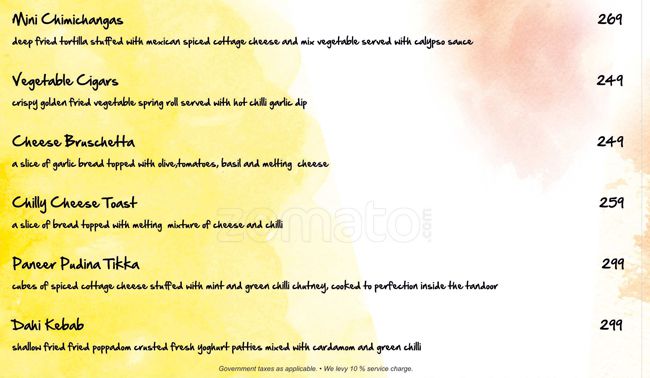 Mini Chimichangas 269
deep fried tortilla stuffed with mexican spiced cottage cheese and mix vegetable served with calypso sauce
Vegetable Cigars 249
crispy golden fried vegetable spring roll served with hot chilli garlic dip
Cheese Bruschetta 249
a slice of garlic bread topped with olive,tomatoes, basil and melting cheese
Chilly Cheese Toast 259
a slice of bread topped with melting mixture of cheese and chilli
zomato.com
Paneer Pudina Tikka 299
cubes of spiced cottage cheese stuffed with mint and green chilli chutney, cooked to perfection inside the tandoor
Dahi Kebab 299
shallow fried fried poppadom crusted fresh yoghurt patties mixed with cardamom and green chilli
Government taxes as applicable. • We levy 10 % service charge.